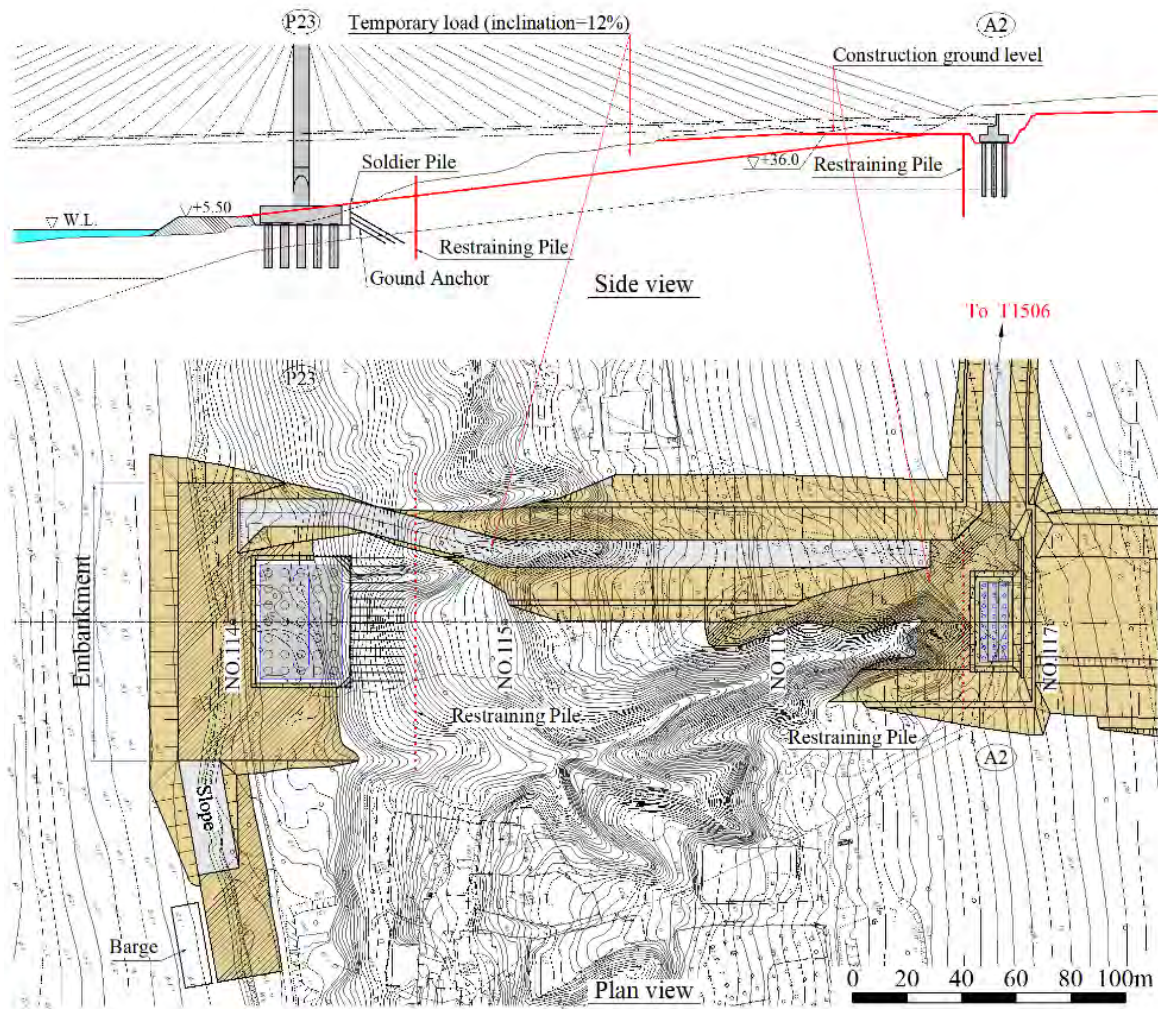 P23
Temporary load (inclination=12%)
A2
Construction ground level
Soldier Pile
+36.0
Restraining Pile
W.L.
+5.50
Restraining Pile
Gound Anchor
Side view
To T1506
P23
Embankment
NO.114
NO.115
NO.117
Restraining Pile
Restraining Pile
A2
Slope
Barge
Plan view
0 20 40 60 80 100m